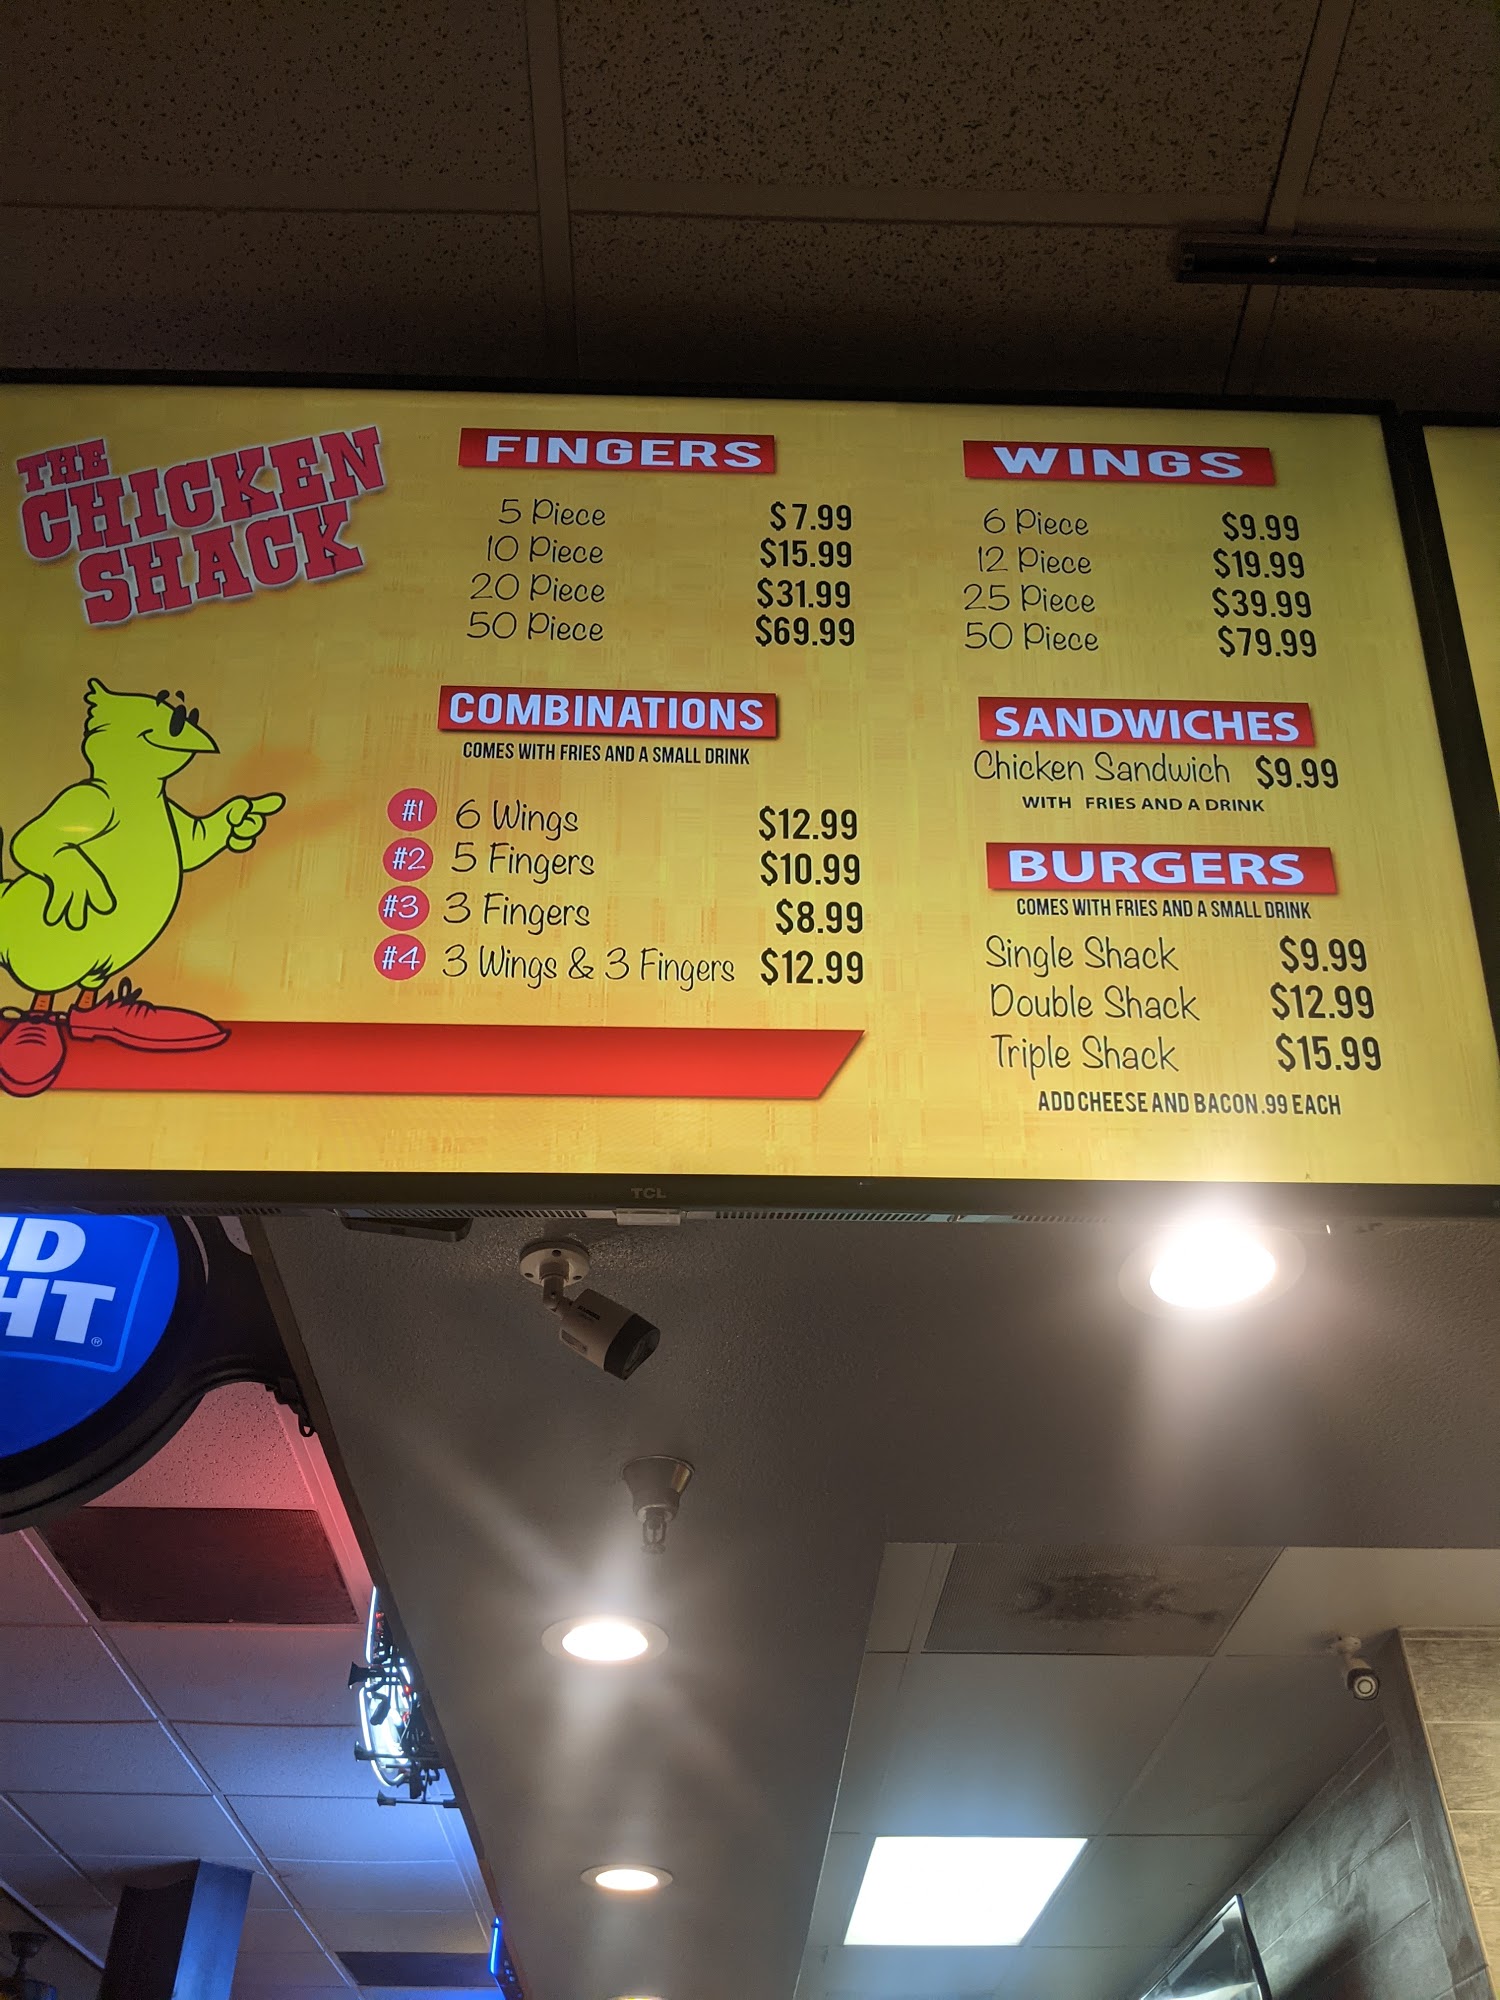 THE
CHICKEN
SHACK
FINGERS
5 Piece $7.99
10 Piece $15.99
20 Piece $31.99
50 Piece $69.99
COMBINATIONS
COMES WITH FRIES AND A SMALL DRINK
#1 6 Wings $12.99
#2 5 Fingers $10.99
#3 3 Fingers $8.99
#4 3 Wings & 3 Fingers $12.99
WINGS
6 Piece $9.99
12 Piece $19.99
25 Piece $39.99
50 Piece $79.99
SANDWICHES
Chicken Sandwich $9.99
WITH FRIES AND A DRINK
BURGERS
COMES WITH FRIES AND A SMALL DRINK
Single Shack $9.99
Double Shack $12.99
Triple Shack $15.99
ADD CHEESE AND BACON .99 EACH
TCL
UD
HT®